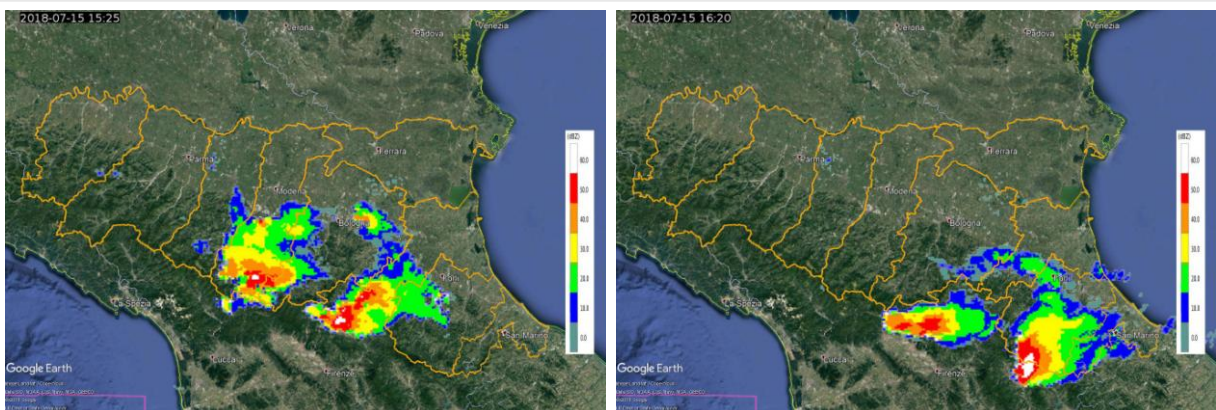 2018-07-15 15:25
Verona
Padova
Venezia
Parma
Ferrara
Modena
Bologna
Forlì
La Spezia
San Marino
Lucca
Firenze
(dBZ)
60.0
50.0
40.0
30.0
20.0
10.0
0.0
Google Earth
2018-07-15 16:20
Verona
Padova
Venezia
Parma
Ferrara
Modena
Bologna
La Spezia
San Marino
Lucca
Firenze
(dBZ)
60.0
50.0
40.0
30.0
20.0
10.0
0.0
Google Earth